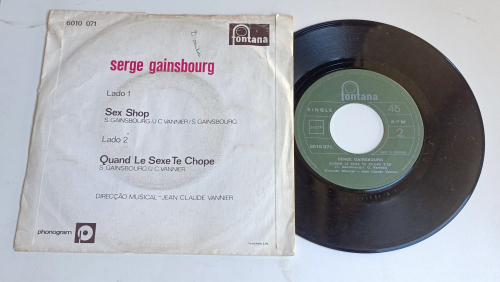 6010 071
fontana
serge gainsbourg
Lado 1
Sex Shop
S. GAINSBOURG/J.C. VANNIER/S. GAINSBOURG
Lado 2
Quand Le Sexe Te Chope
S. GAINSBOURG/J.C. VANNIER
DIRECÇÃO MUSICAL - JEAN CLAUDE VANNIER
phonogram
fontana
SINGLE
45
R.P.M.
2
6010 071
SERGE GAINSBOURG